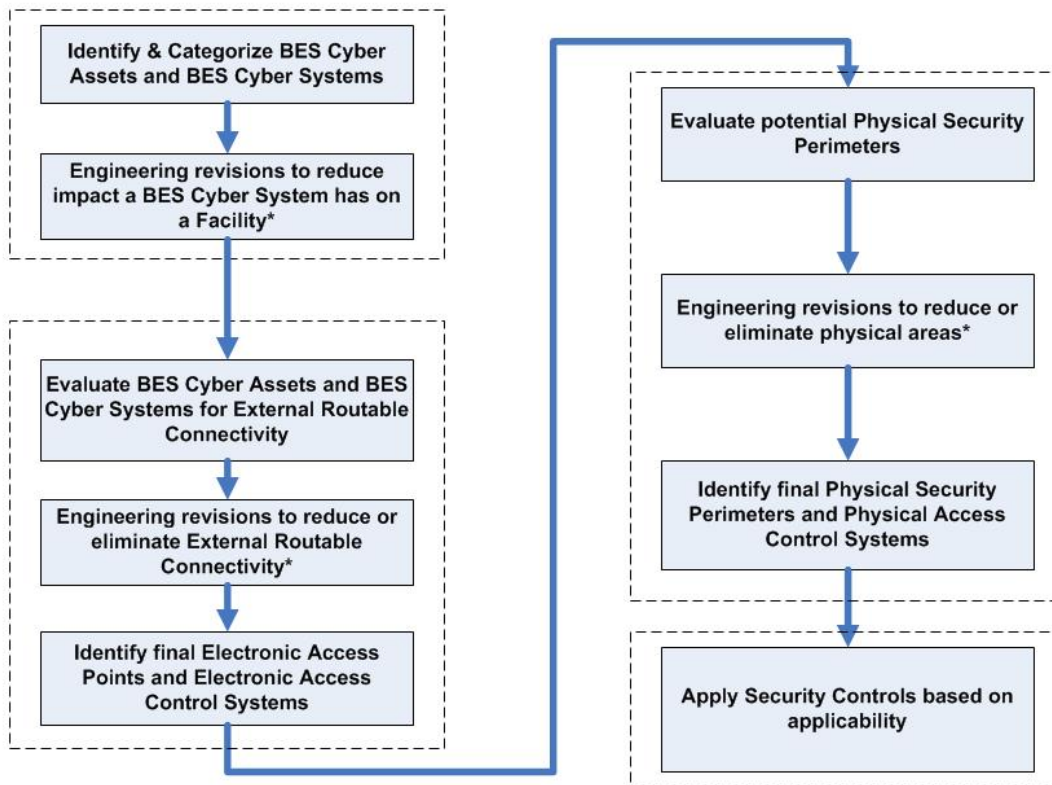 Identify & Categorize BES Cyber
Assets and BES Cyber Systems
Engineering revisions to reduce
impact a BES Cyber System has on
a Facility*
Evaluate BES Cyber Assets and BES
Cyber Systems for External Routable
Connectivity
Engineering revisions to reduce or
eliminate External Routable
Connectivity*
Identify final Electronic Access
Points and Electronic Access
Control Systems
Evaluate potential Physical Security
Perimeters
Engineering revisions to reduce or
eliminate physical areas*
Identify final Physical Security
Perimeters and Physical Access
Control Systems
Apply Security Controls based on
applicability